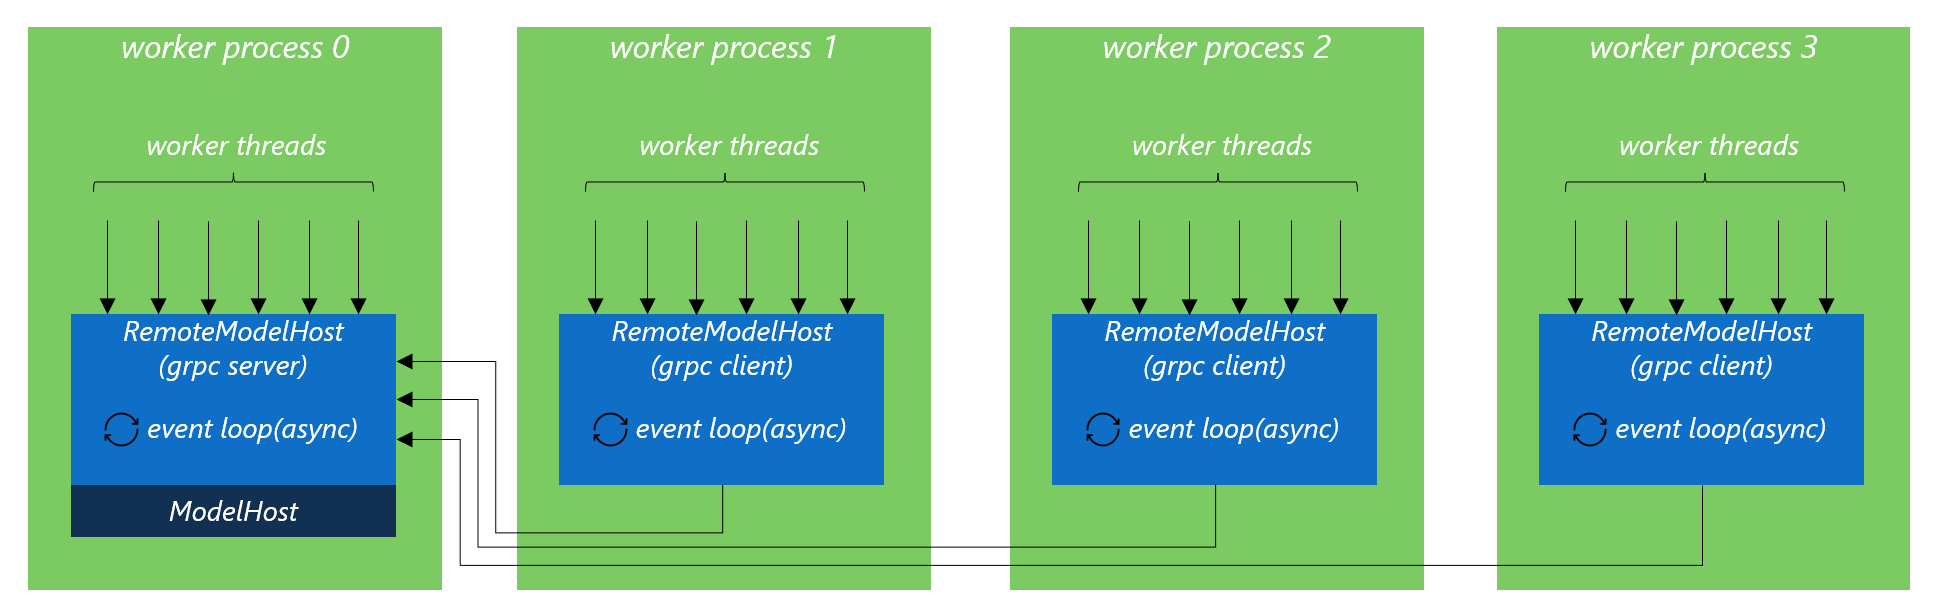 worker process 0
worker threads
RemoteModelHost
(grpc server)
event loop(async)
ModelHost
worker process 1
worker threads
RemoteModelHost
(grpc client)
event loop(async)
worker process 2
worker threads
RemoteModelHost
(grpc client)
event loop(async)
worker process 3
worker threads
RemoteModelHost
(grpc client)
event loop(async)